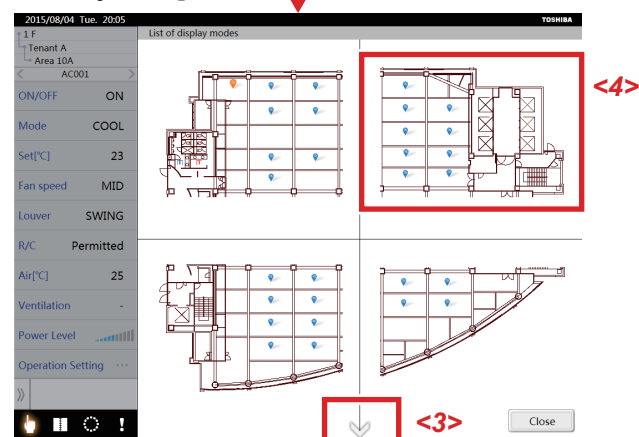 2015/08/04 Tue. 20:05
TOSHIBA
1 F
Tenant A
Area 10A
< AC001 >
List of display modes
ON/OFF ON
Mode COOL
Set[°C] 23
Fan speed MID
Louver SWING
R/C Permitted
Air[°C] 25
Ventilation -
Power Level
Operation Setting ...
<4>
<3>
Close